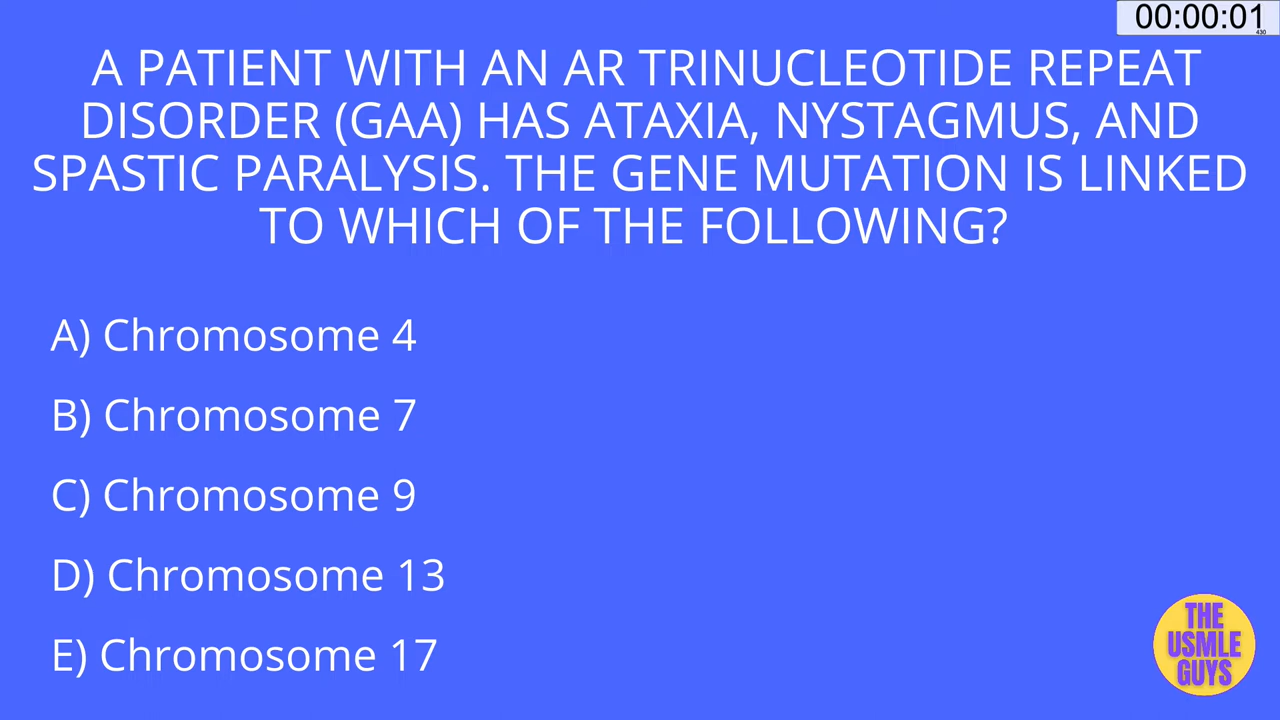 00:00:01
430
A PATIENT WITH AN AR TRINUCLEOTIDE REPEAT
DISORDER (GAA) HAS ATAXIA, NYSTAGMUS, AND
SPASTIC PARALYSIS. THE GENE MUTATION IS LINKED
TO WHICH OF THE FOLLOWING?
A) Chromosome 4
B) Chromosome 7
C) Chromosome 9
D) Chromosome 13
E) Chromosome 17
THE
USMLE
GUYS